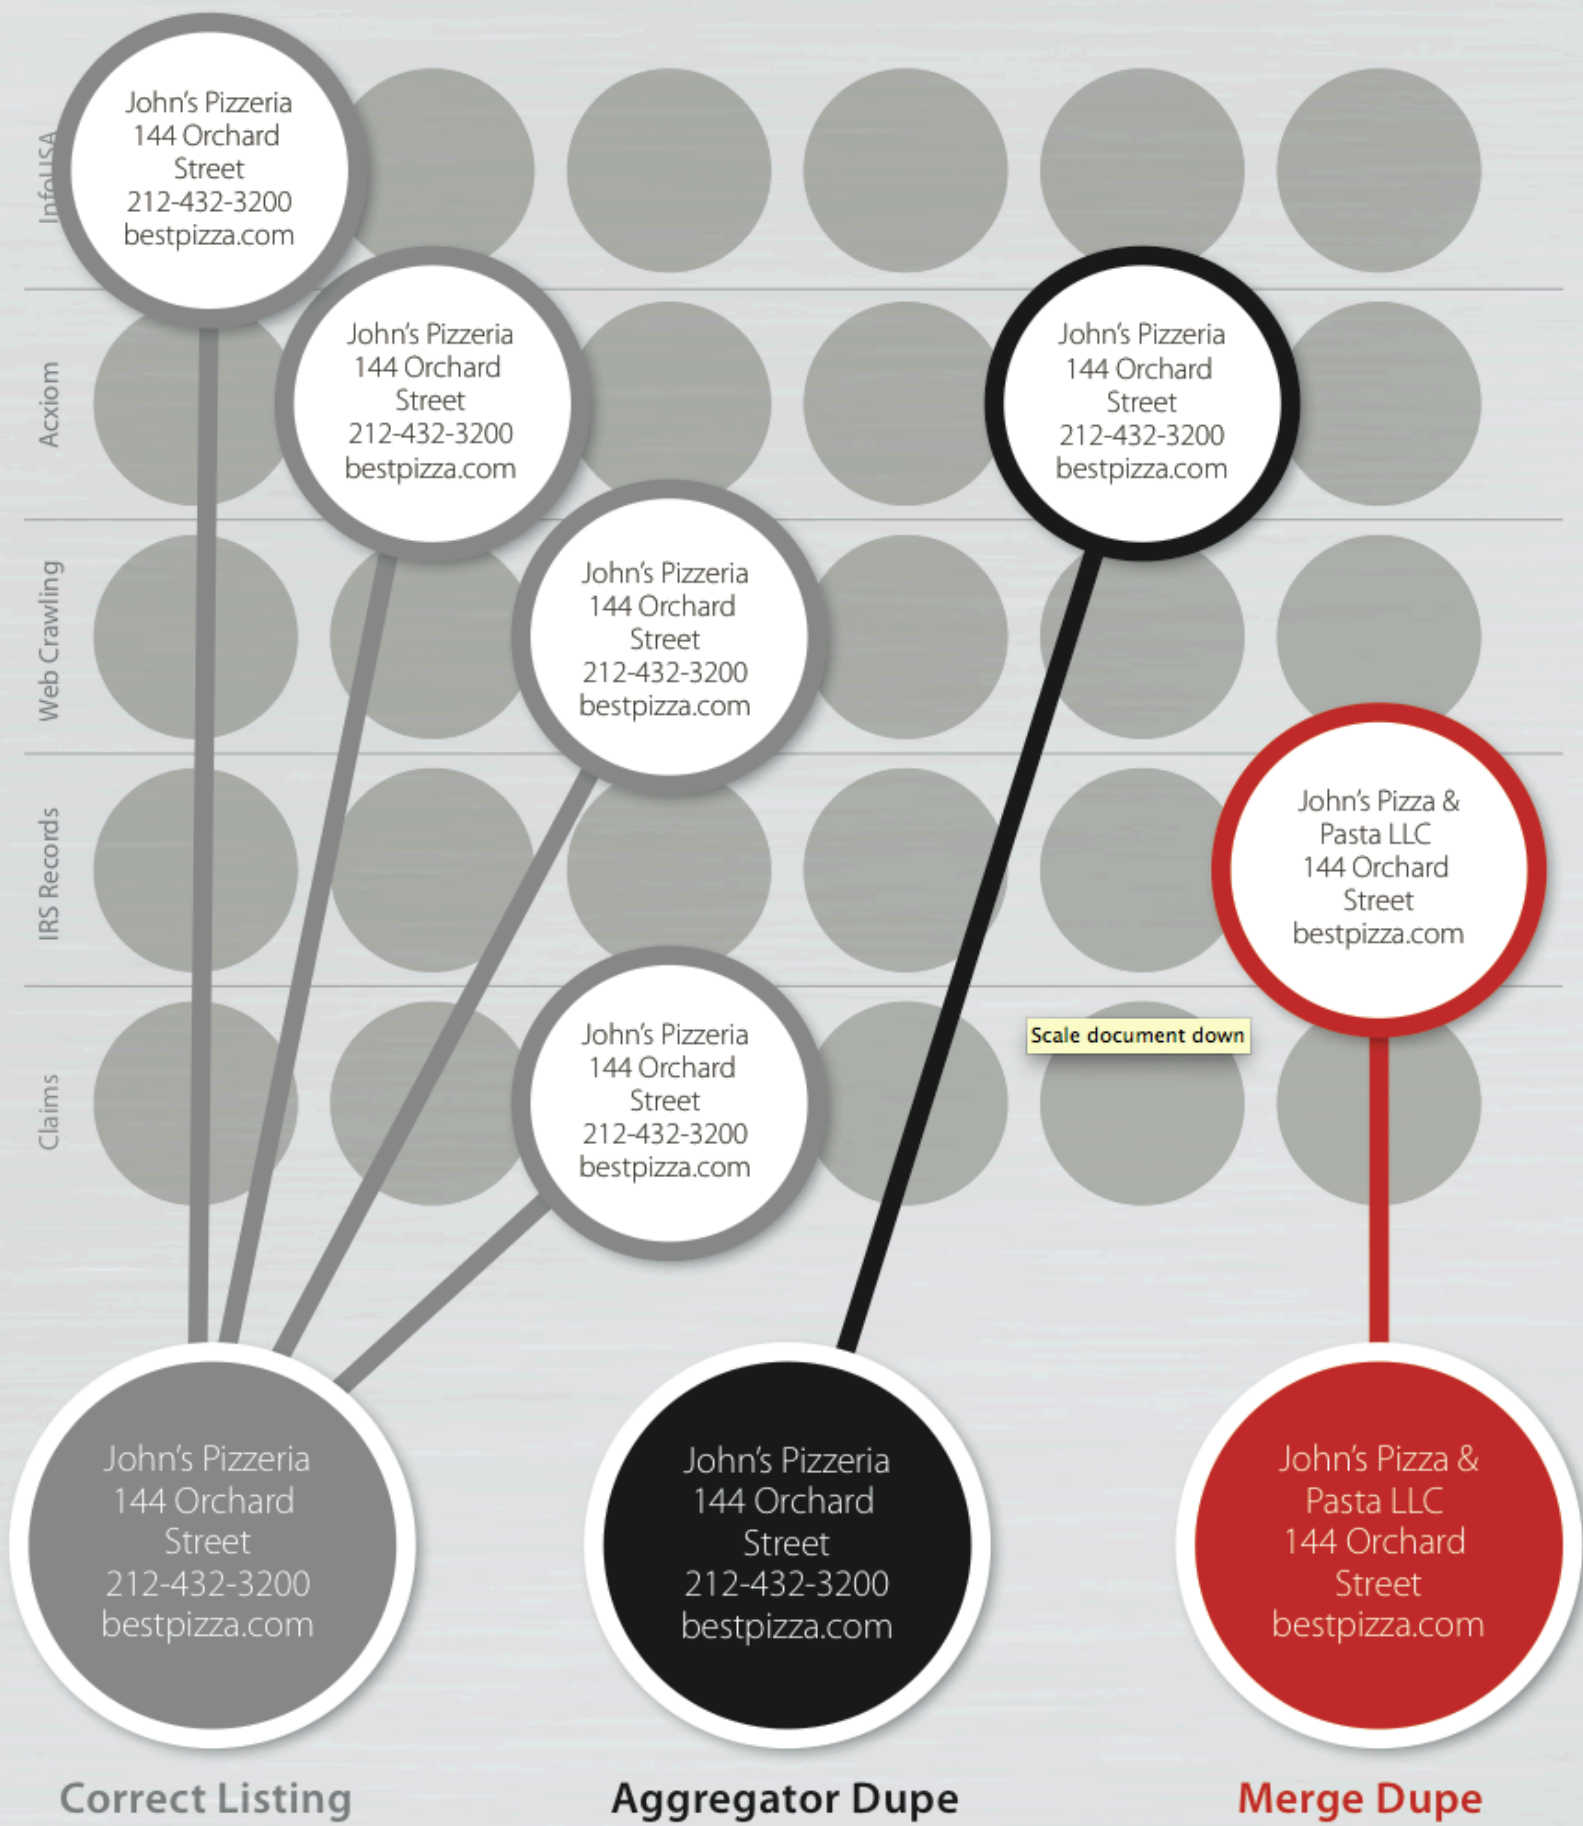 InfoUSA
John's Pizzeria
144 Orchard
Street
212-432-3200
bestpizza.com
Acxiom
John's Pizzeria
144 Orchard
Street
212-432-3200
bestpizza.com
John's Pizzeria
144 Orchard
Street
212-432-3200
bestpizza.com
Web Crawling
John's Pizzeria
144 Orchard
Street
212-432-3200
bestpizza.com
IRS Records
John's Pizza &
Pasta LLC
144 Orchard
Street
bestpizza.com
Claims
John's Pizzeria
144 Orchard
Street
212-432-3200
bestpizza.com
Scale document down
John's Pizzeria
144 Orchard
Street
212-432-3200
bestpizza.com
John's Pizzeria
144 Orchard
Street
212-432-3200
bestpizza.com
John's Pizza &
Pasta LLC
144 Orchard
Street
bestpizza.com
Correct Listing
Aggregator Dupe
Merge Dupe